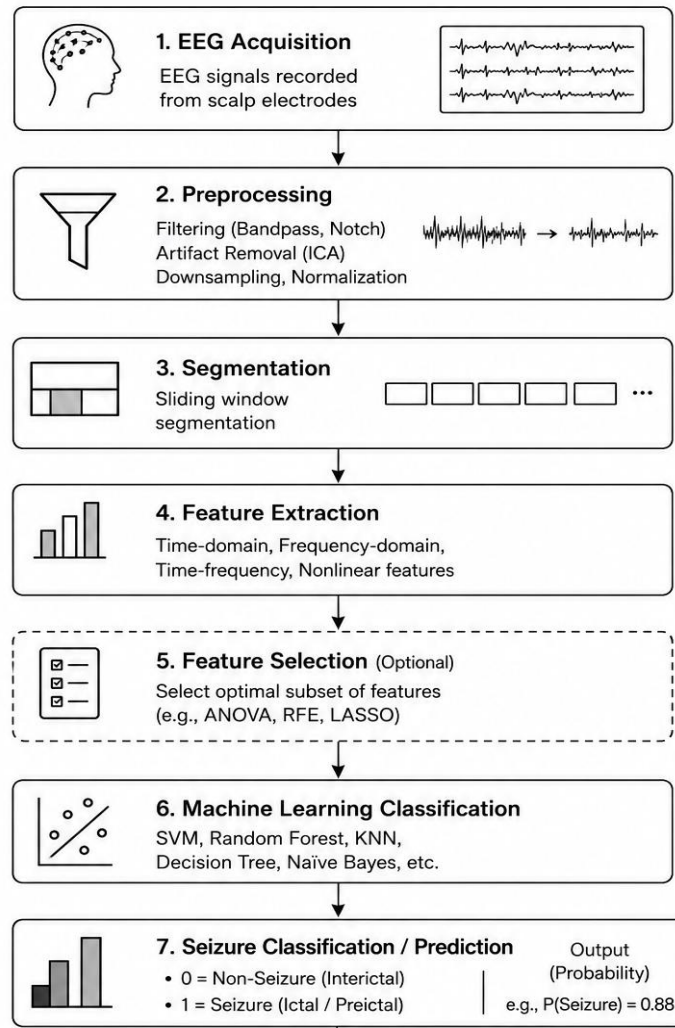 1. EEG Acquisition
EEG signals recorded
from scalp electrodes
2. Preprocessing
Filtering (Bandpass, Notch)
Artifact Removal (ICA)
Downsampling, Normalization
3. Segmentation
Sliding window
segmentation
...
4. Feature Extraction
Time-domain, Frequency-domain,
Time-frequency, Nonlinear features
5. Feature Selection (Optional)
Select optimal subset of features
(e.g., ANOVA, RFE, LASSO)
6. Machine Learning Classification
SVM, Random Forest, KNN,
Decision Tree, Naïve Bayes, etc.
7. Seizure Classification / Prediction
• 0 = Non-Seizure (Interictal)
• 1 = Seizure (Ictal / Preictal)
Output
(Probability)
e.g., P(Seizure) = 0.88